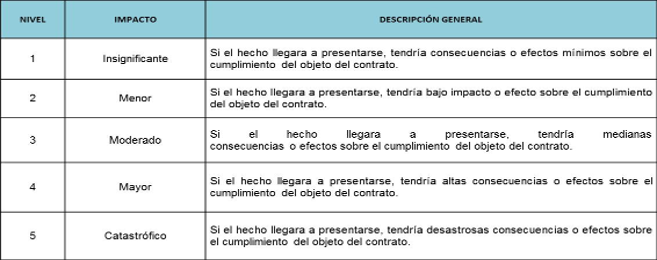 NIVEL IMPACTO DESCRIPCIÓN GENERAL
1 Insignificante Si el hecho llegara a presentarse, tendría consecuencias o efectos mínimos sobre el
cumplimiento del objeto del contrato.
2 Menor Si el hecho llegara a presentarse, tendría bajo impacto o efecto sobre el cumplimiento
del objeto del contrato.
3 Moderado Si el hecho llegara a presentarse, tendría medianas
consecuencias o efectos sobre el cumplimiento del objeto del contrato.
4 Mayor Si el hecho llegara a presentarse, tendría altas consecuencias o efectos sobre el
cumplimiento del objeto del contrato.
5 Catastrófico Si el hecho llegara a presentarse, tendría desastrosas consecuencias o efectos sobre
el cumplimiento del objeto del contrato.